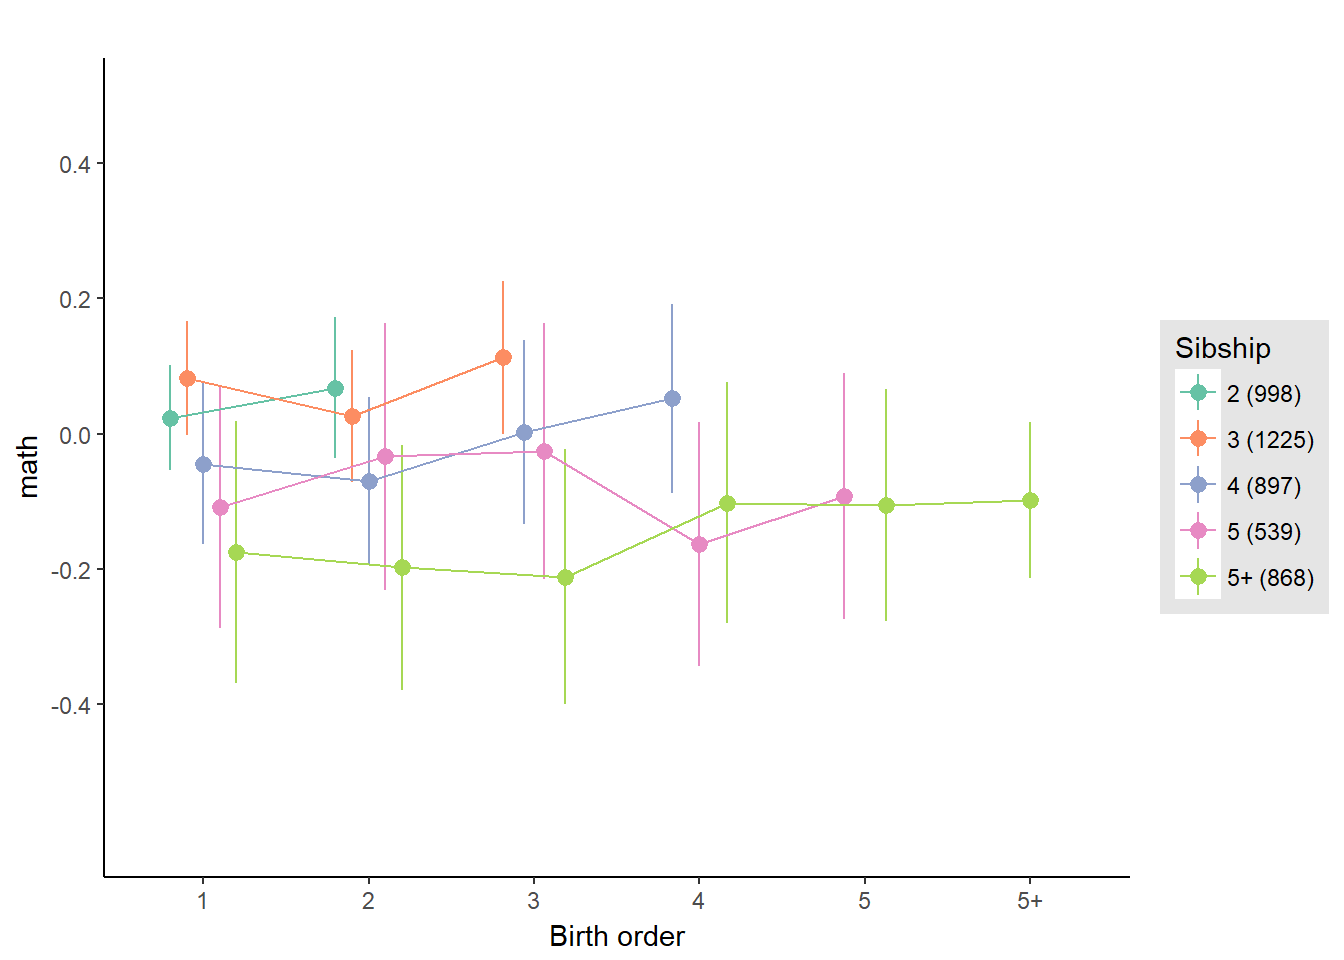 0.4
0.2
0.0
-0.2
-0.4
math
1 2 3 4 5 5+
Birth order
Sibship
2 (998)
3 (1225)
4 (897)
5 (539)
5+ (868)